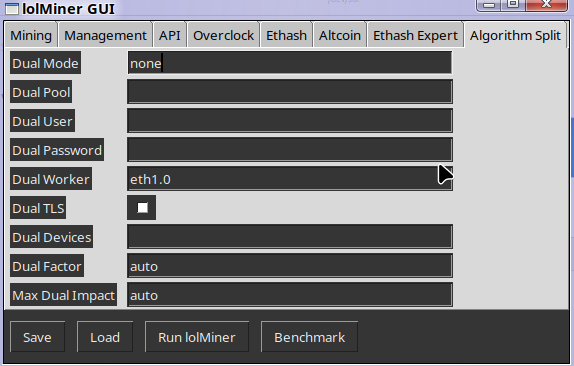 lolMiner GUI
Mining Management API Overclock Ethash Altcoin Ethash Expert Algorithm Split
Dual Mode none
Dual Pool
Dual User
Dual Password
Dual Worker eth1.0
Dual TLS
Dual Devices
Dual Factor auto
Max Dual Impact auto
Save Load Run lolMiner Benchmark